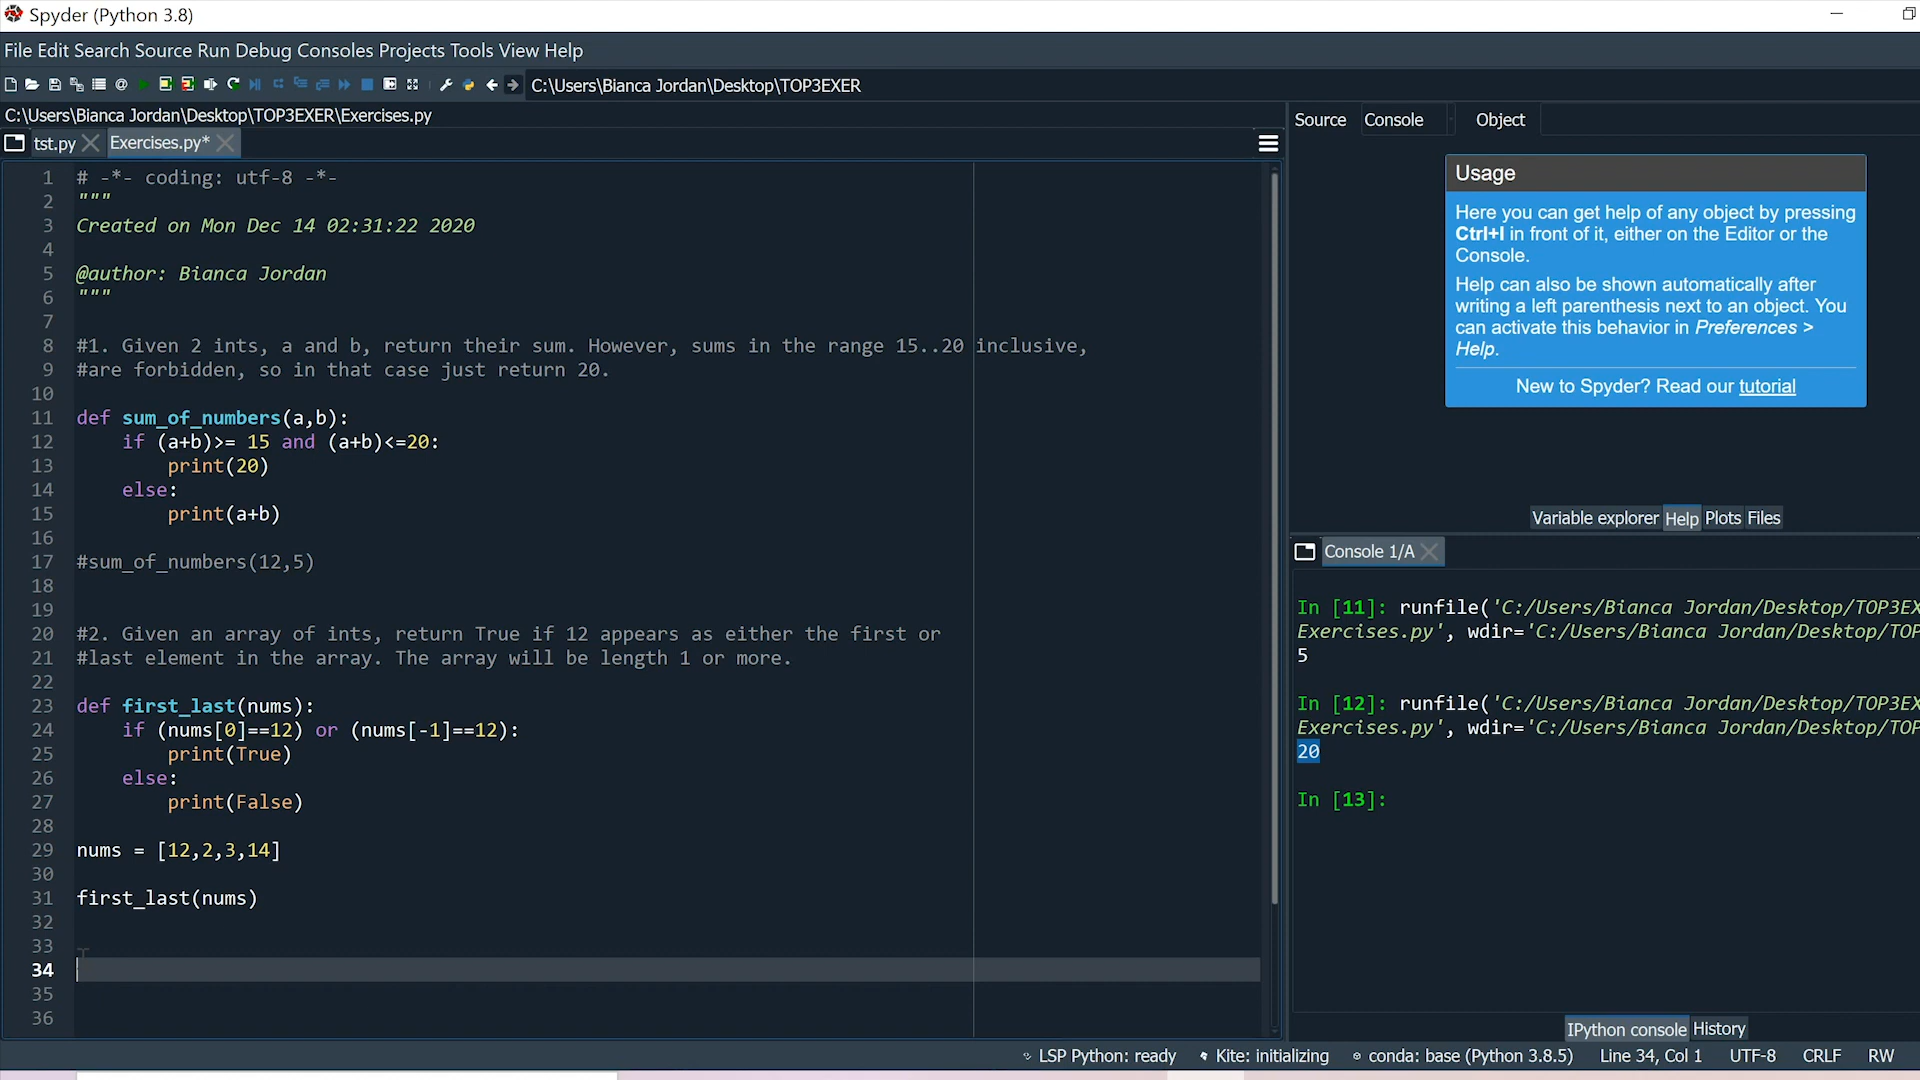 Spyder (Python 3.8)
File Edit Search Source Run Debug Consoles Projects Tools View Help
C:\Users\Bianca Jordan\Desktop\TOP3EXER
C:\Users\Bianca Jordan\Desktop\TOP3EXER\Exercises.py
tst.py
Exercises.py*
1 # -*- coding: utf-8 -*-
2 """
3 Created on Mon Dec 14 02:31:22 2020
4
5 @author: Bianca Jordan
6 """
7
8 #1. Given 2 ints, a and b, return their sum. However, sums in the range 15..20 inclusive,
9 #are forbidden, so in that case just return 20.
10
11 def sum_of_numbers(a,b):
12     if (a+b)>= 15 and (a+b)<=20:
13         print(20)
14     else:
15         print(a+b)
16
17 #sum_of_numbers(12,5)
18
19
20 #2. Given an array of ints, return True if 12 appears as either the first or
21 #last element in the array. The array will be length 1 or more.
22
23 def first_last(nums):
24     if (nums[0]==12) or (nums[-1]==12):
25         print(True)
26     else:
27         print(False)
28
29 nums = [12,2,3,14]
30
31 first_last(nums)
32
33
34
35
36
Source Console Object
Usage
Here you can get help of any object by pressing
Ctrl+I in front of it, either on the Editor or the
Console.
Help can also be shown automatically after
writing a left parenthesis next to an object. You
can activate this behavior in Preferences >
Help.
New to Spyder? Read our tutorial
Variable explorer Help Plots Files
Console 1/A
In [11]: runfile('C:/Users/Bianca Jordan/Desktop/TOP3EX
Exercises.py', wdir='C:/Users/Bianca Jordan/Desktop/TOP
5
In [12]: runfile('C:/Users/Bianca Jordan/Desktop/TOP3EX
Exercises.py', wdir='C:/Users/Bianca Jordan/Desktop/TOP
20
In [13]:
IPython console History
LSP Python: ready Kite: initializing conda: base (Python 3.8.5) Line 34, Col 1 UTF-8 CRLF RW